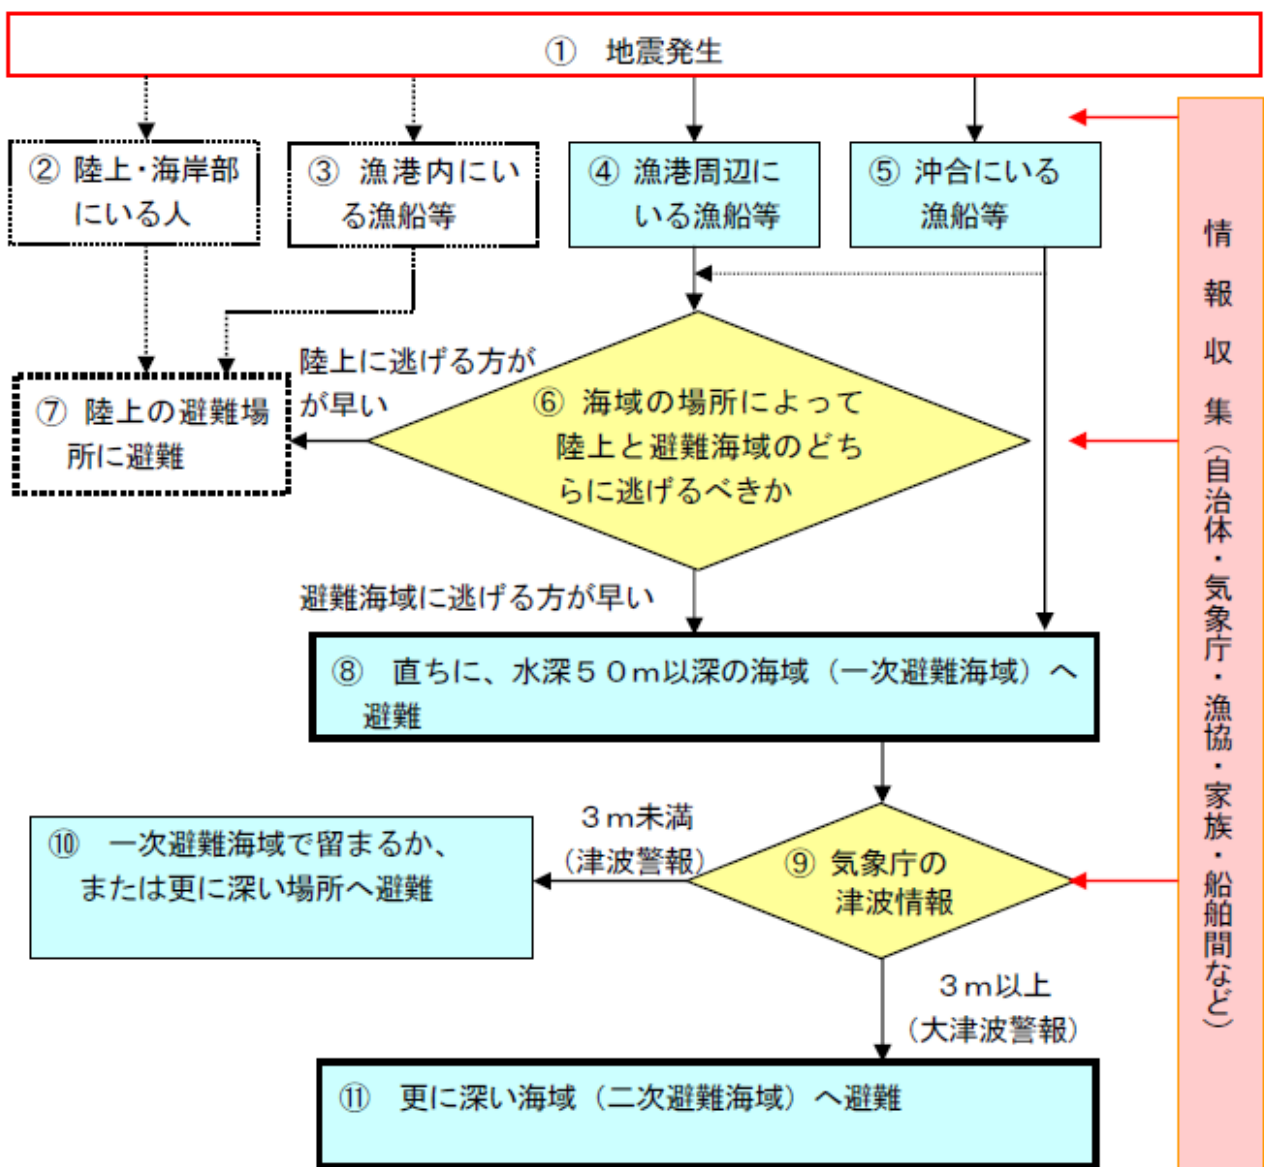 ① 地震発生
② 陸上・海岸部
にいる人
③ 漁港内にい
る漁船等
④ 漁港周辺に
いる漁船等
⑤ 沖合にいる
漁船等
陸上に逃げる方が
が早い
⑥ 海域の場所によって
陸上と避難海域のどち
らに逃げるべきか
⑦ 陸上の避難場
所に避難
避難海域に逃げる方が早い
⑧ 直ちに、水深５０ｍ以深の海域（一次避難海域）へ
避難
３ｍ未満
（津波警報）
⑨ 気象庁の
津波情報
⑩ 一次避難海域で留まるか、
または更に深い場所へ避難
３ｍ以上
（大津波警報）
⑪ 更に深い海域（二次避難海域）へ避難
情報収集（自治体・気象庁・漁協・家族・船舶間など）